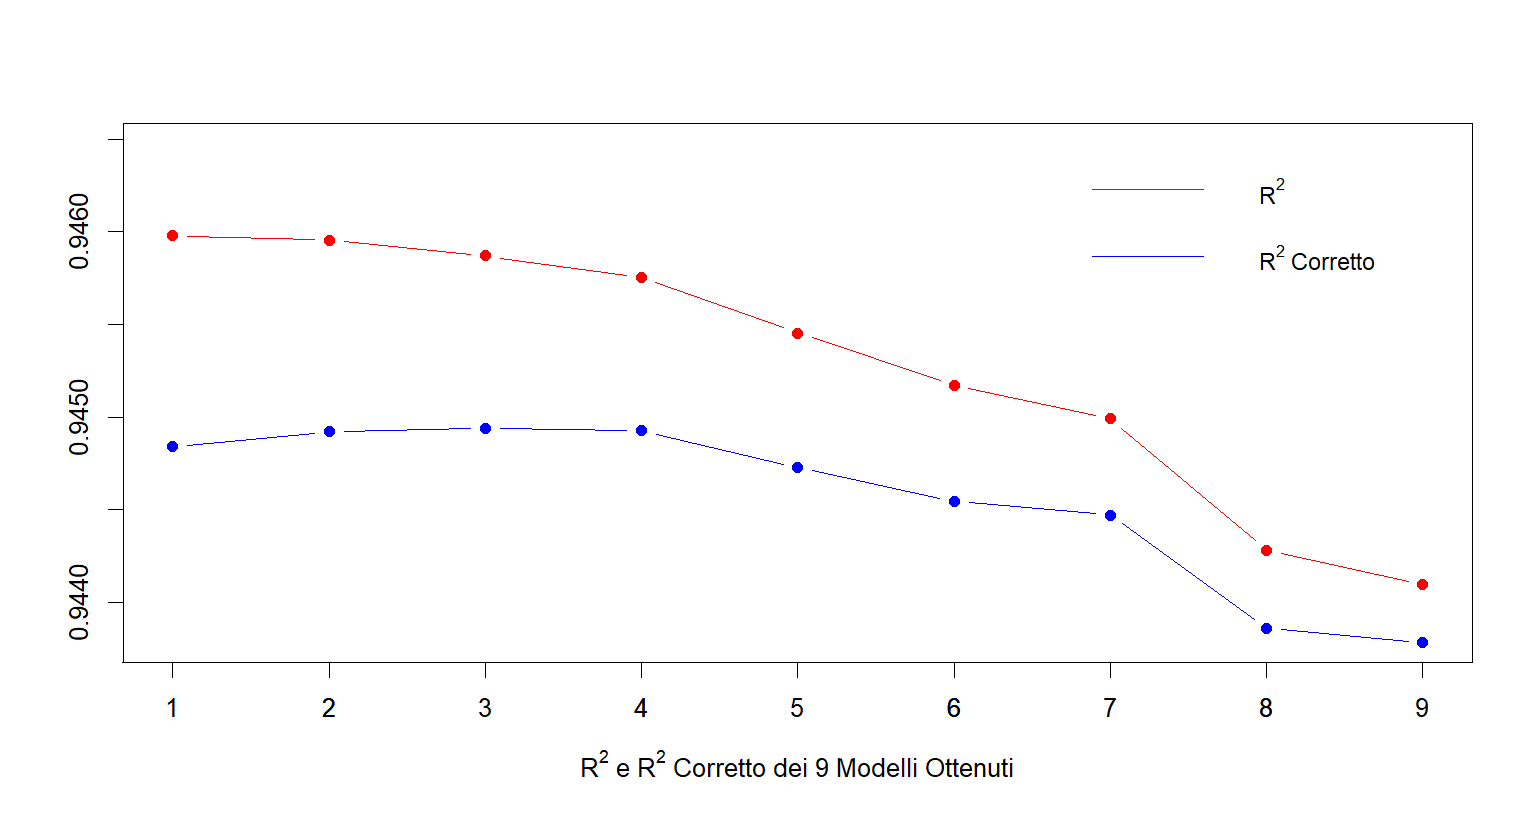 R² 
R² Corretto
0.9460
0.9450
0.9440
1 2 3 4 5 6 7 8 9
R² e R² Corretto dei 9 Modelli Ottenuti